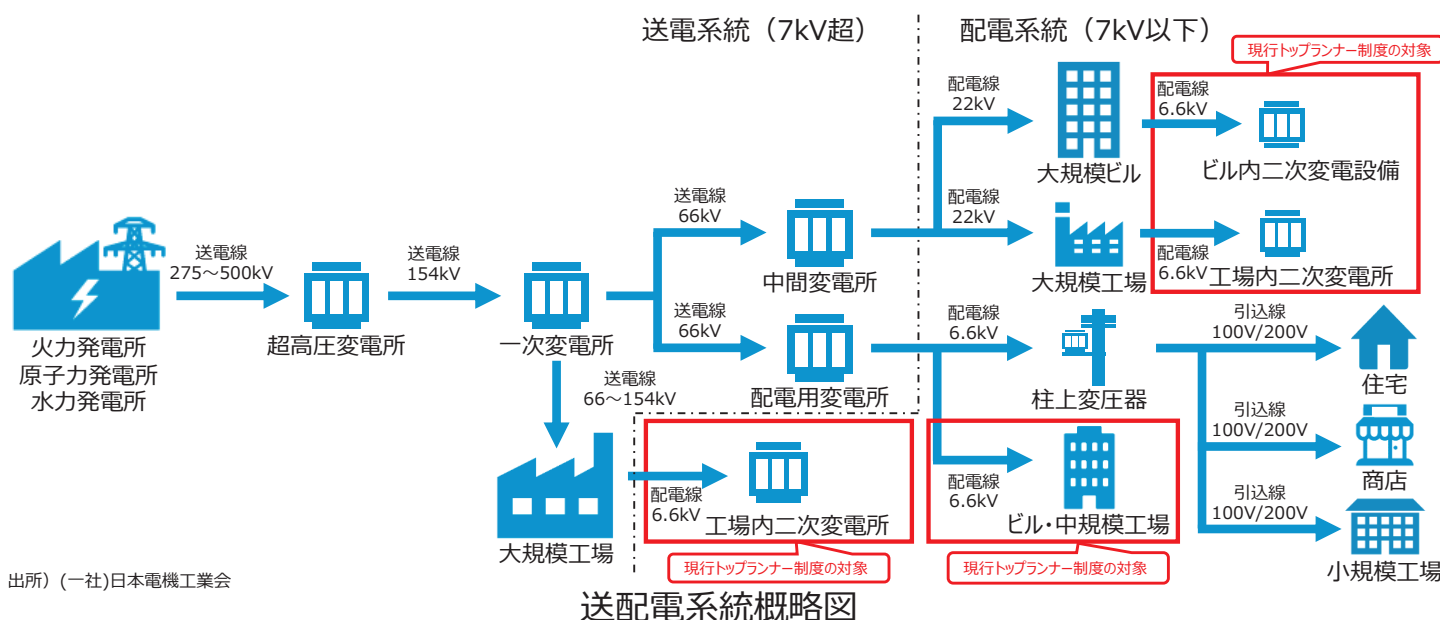 送電系統（7kV超）
配電系統（7kV以下）
現行トップランナー制度の対象
配電線
22kV
配電線
6.6kV
大規模ビル
ビル内二次変電設備
送電線
66kV
配電線
22kV
送電線
275～500kV
送電線
154kV
中間変電所
大規模工場
配電線
6.6kV
工場内二次変電所
火力発電所
原子力発電所
水力発電所
超高圧変電所
一次変電所
送電線
66kV
配電用変電所
配電線
6.6kV
柱上変圧器
引込線
100V/200V
住宅
送電線
66～154kV
引込線
100V/200V
商店
大規模工場
配電線
6.6kV
工場内二次変電所
現行トップランナー制度の対象
配電線
6.6kV
ビル・中規模工場
現行トップランナー制度の対象
引込線
100V/200V
小規模工場
出所）(一社)日本電機工業会
送配電系統概略図